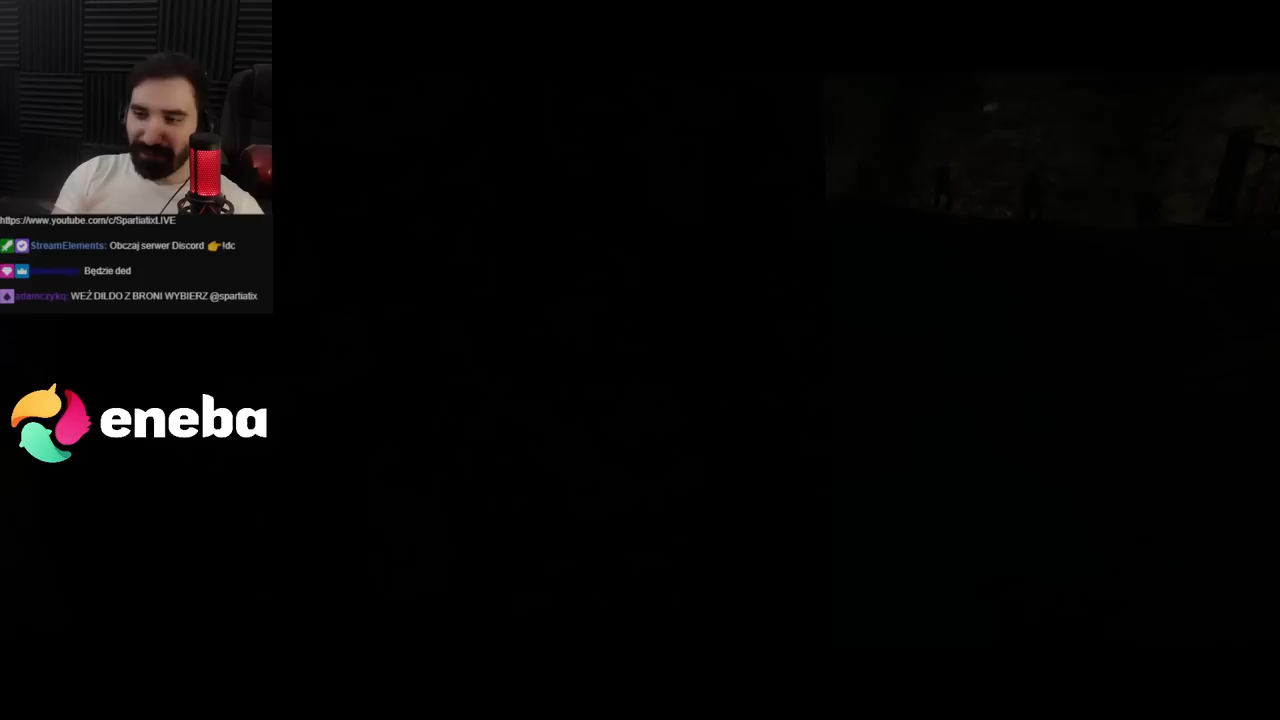 https://www.youtube.com/c/SpartiatixLIVE
StreamElements: Obczaj serwer Discord 👉!dc
Będzie ded
adamczykq: WEŹ DILDO Z BRONI WYBIERZ @spartiatix
eneba